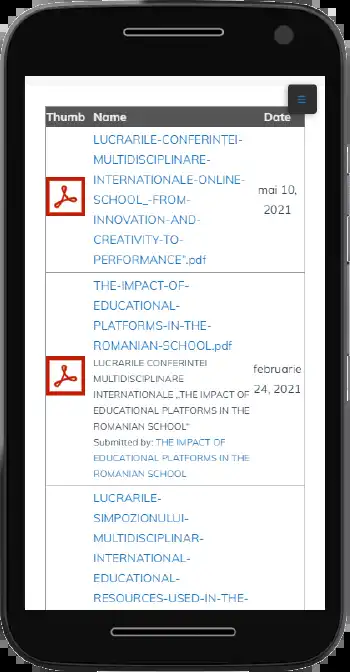 Thumb Name Date
LUCRARILE-CONFERINȚEI-
MULTIDISCIPLINARE-
INTERNATIONALE-ONLINE-
SCHOOL_-FROM-
INNOVATION-AND-
CREATIVITY-TO-
PERFORMANCE".pdf
mai 10,
2021
THE-IMPACT-OF-
EDUCATIONAL-
PLATFORMS-IN-THE-
ROMANIAN-SCHOOL.pdf
LUCRARILE CONFERINTEI
MULTIDISCIPLINARE
INTERNATIONALE „THE IMPACT OF
EDUCATIONAL PLATFORMS IN THE
ROMANIAN SCHOOL"
Submitted by: THE IMPACT OF
EDUCATIONAL PLATFORMS IN THE
ROMANIAN SCHOOL
februarie
24, 2021
LUCRARILE-
SIMPOZIONULUI-
MULTIDISCIPLINAR-
INTERNATIONAL-
EDUCATIONAL-
RESOURCES-USED-IN-THE-